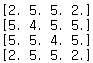 [2. 5. 5. 2.]
[5. 4. 5. 5.]
[5. 5. 4. 5.]
[2. 5. 5. 2.]